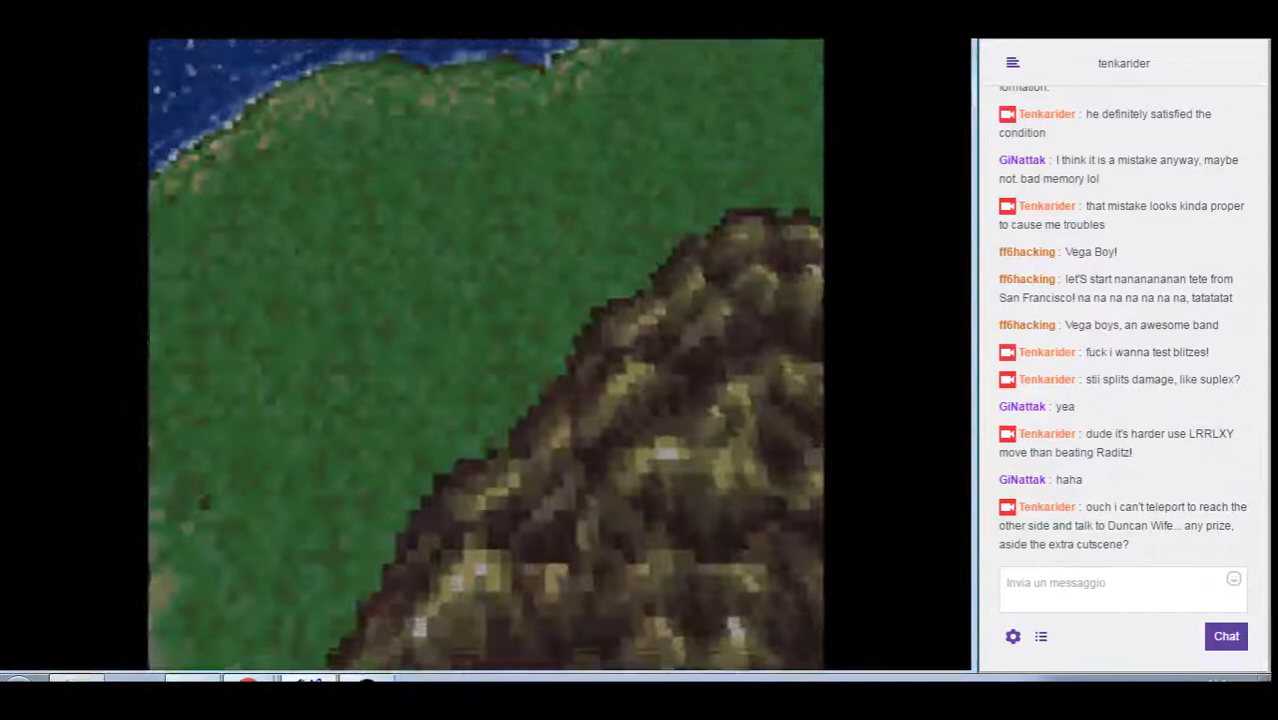 tenkarider
formation.
Tenkarider : he definitely satisfied the
condition
GiNattak : I think it is a mistake anyway, maybe
not. bad memory lol
Tenkarider : that mistake looks kinda proper
to cause me troubles
ff6hacking : Vega Boy!
ff6hacking : let'S start nanananana​n tete from
San Francisco! na na na na na na na, tatatatat
ff6hacking : Vega boys, an awesome band
Tenkarider : fuck i wanna test blitzes!
Tenkarider : stii splits damage, like suplex?
GiNattak : yea
Tenkarider : dude it's harder use LRRLXY
move than beating Raditz!
GiNattak : haha
Tenkarider : ouch i can't teleport to reach the
other side and talk to Duncan Wife... any prize,
aside the extra cutscene?
Invia un messaggio
Chat